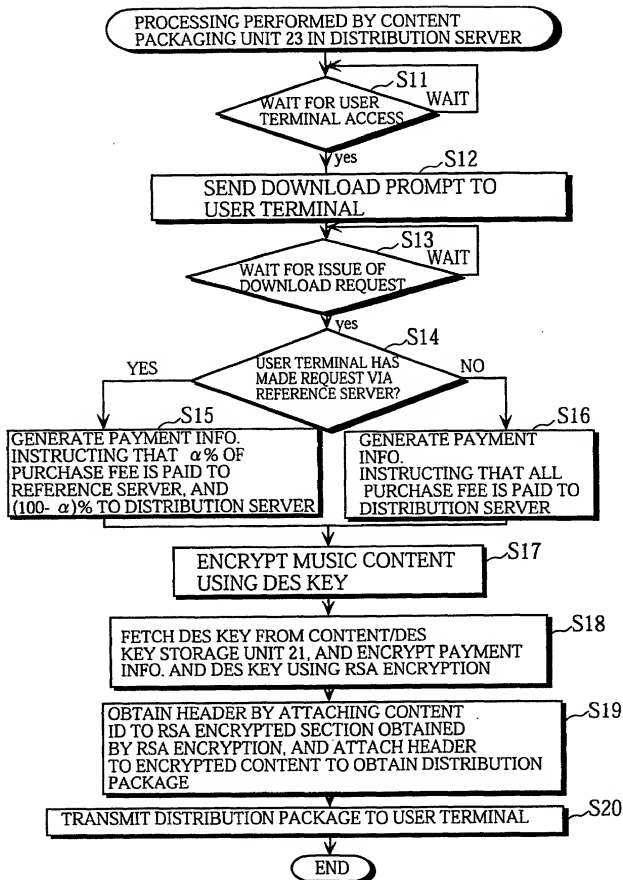 PROCESSING PERFORMED BY CONTENT
PACKAGING UNIT 23 IN DISTRIBUTION SERVER
S11
WAIT FOR USER
TERMINAL ACCESS
WAIT
yes
S12
SEND DOWNLOAD PROMPT TO
USER TERMINAL
S13
WAIT FOR ISSUE OF
DOWNLOAD REQUEST
WAIT
yes
S14
USER TERMINAL HAS
MADE REQUEST VIA
REFERENCE SERVER?
YES
NO
S15
GENERATE PAYMENT INFO.
INSTRUCTING THAT α% OF
PURCHASE FEE IS PAID TO
REFERENCE SERVER, AND
(100- α)% TO DISTRIBUTION SERVER
S16
GENERATE PAYMENT
INFO.
INSTRUCTING THAT ALL
PURCHASE FEE IS PAID TO
DISTRIBUTION SERVER
S17
ENCRYPT MUSIC CONTENT
USING DES KEY
S18
FETCH DES KEY FROM CONTENT/DES
KEY STORAGE UNIT 21, AND ENCRYPT PAYMENT
INFO. AND DES KEY USING RSA ENCRYPTION
S19
OBTAIN HEADER BY ATTACHING CONTENT
ID TO RSA ENCRYPTED SECTION OBTAINED
BY RSA ENCRYPTION, AND ATTACH HEADER
TO ENCRYPTED CONTENT TO OBTAIN DISTRIBUTION
PACKAGE
S20
TRANSMIT DISTRIBUTION PACKAGE TO USER TERMINAL
END